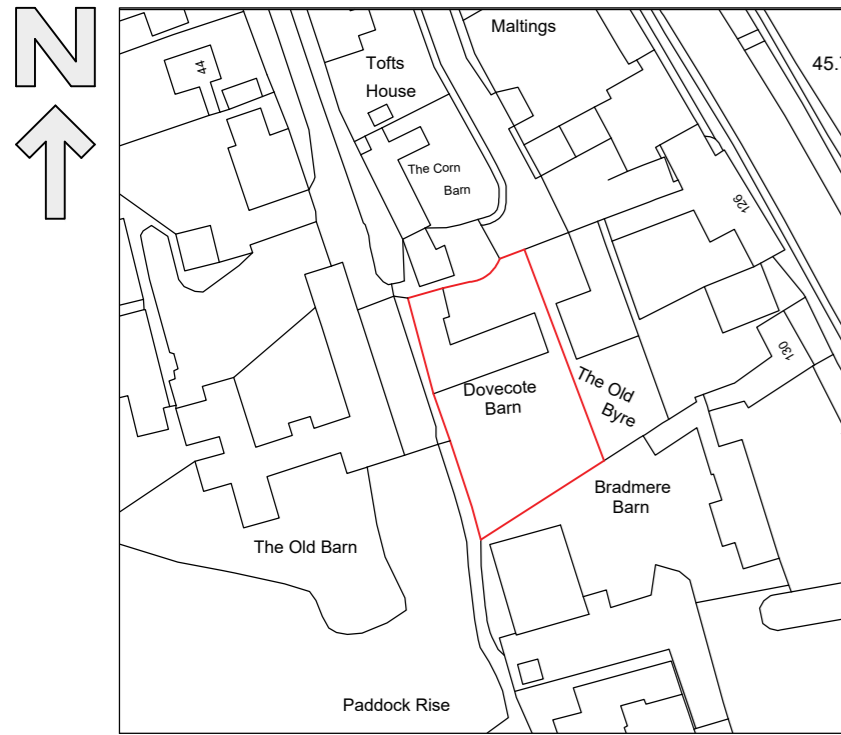 N
Maltings
45.
44
Tofts
House
The Corn
Barn
126
130
Dovecote
Barn
The Old
Byre
Bradmere
Barn
The Old Barn
Paddock Rise